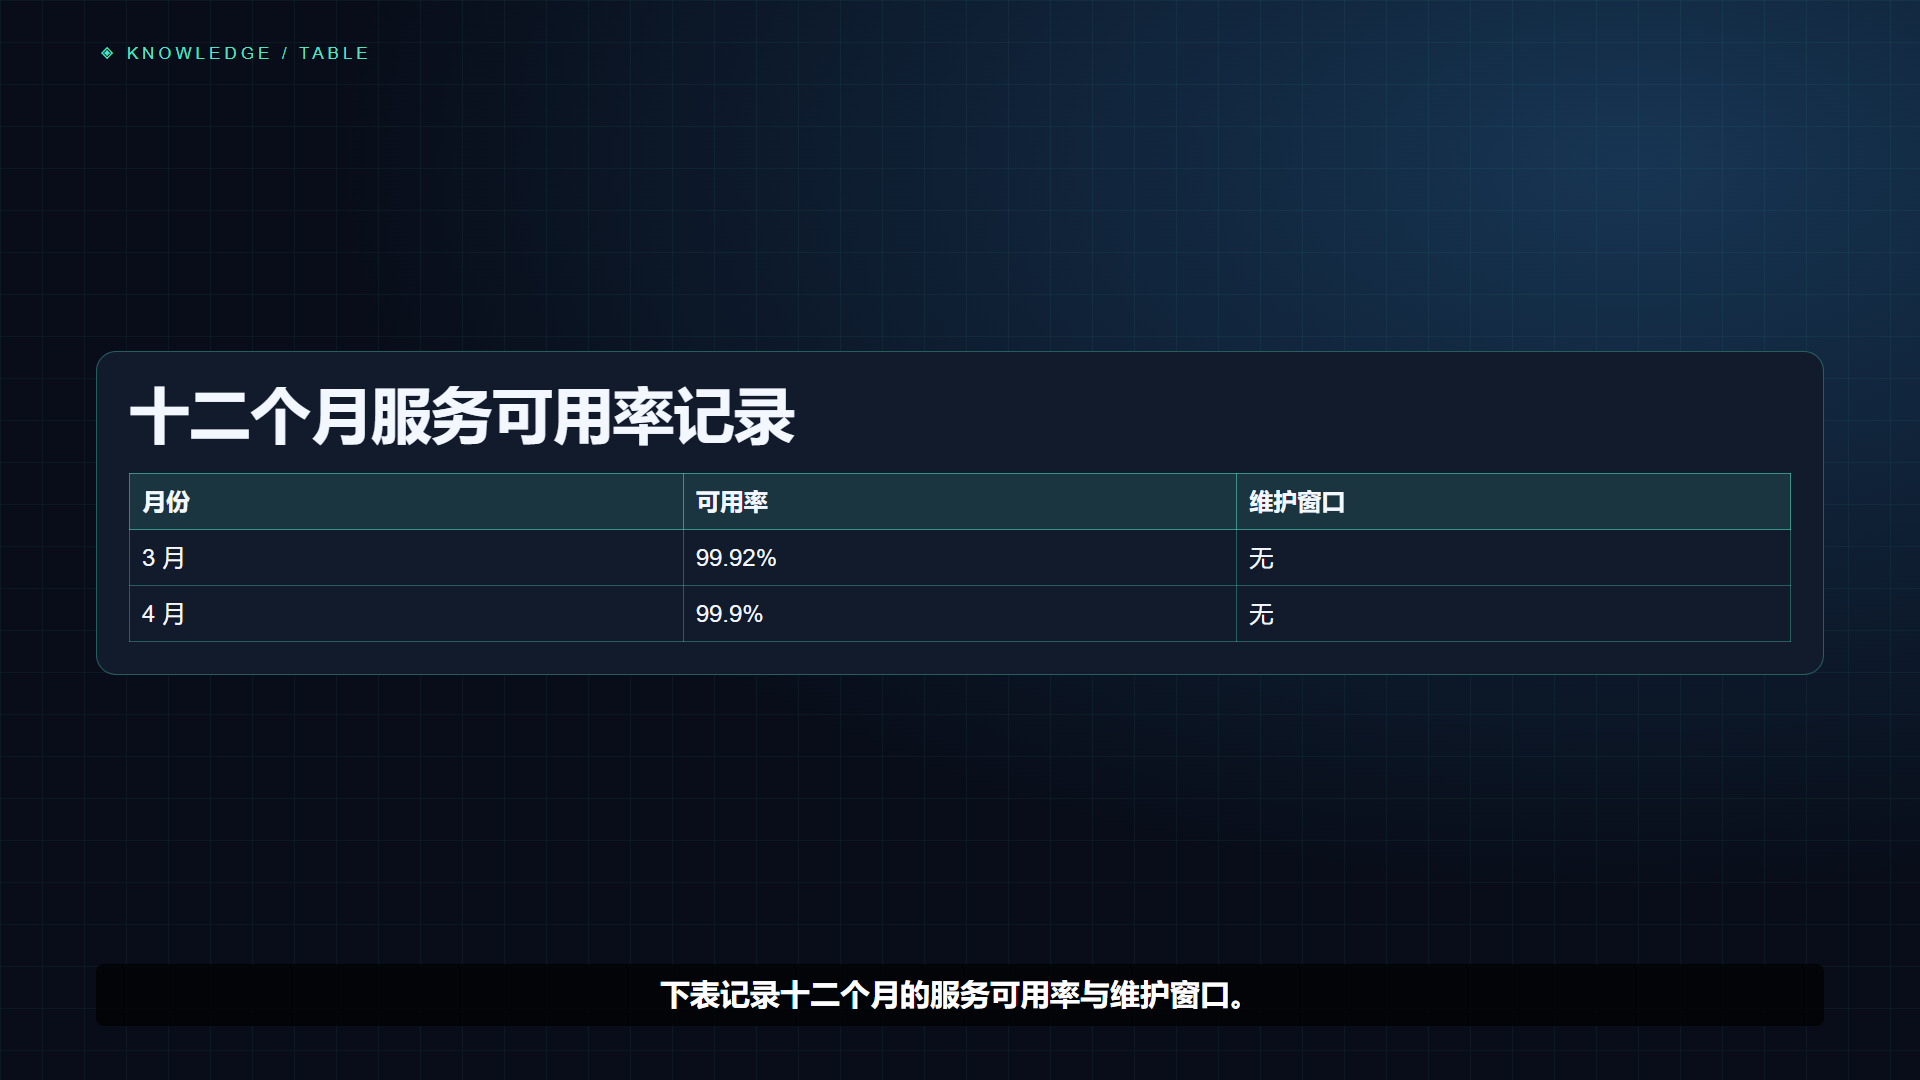 ◈ KNOWLEDGE / TABLE
十二个月服务可用率记录
月份 可用率 维护窗口
3 月 99.92% 无
4 月 99.9% 无
下表记录十二个月的服务可用率与维护窗口。